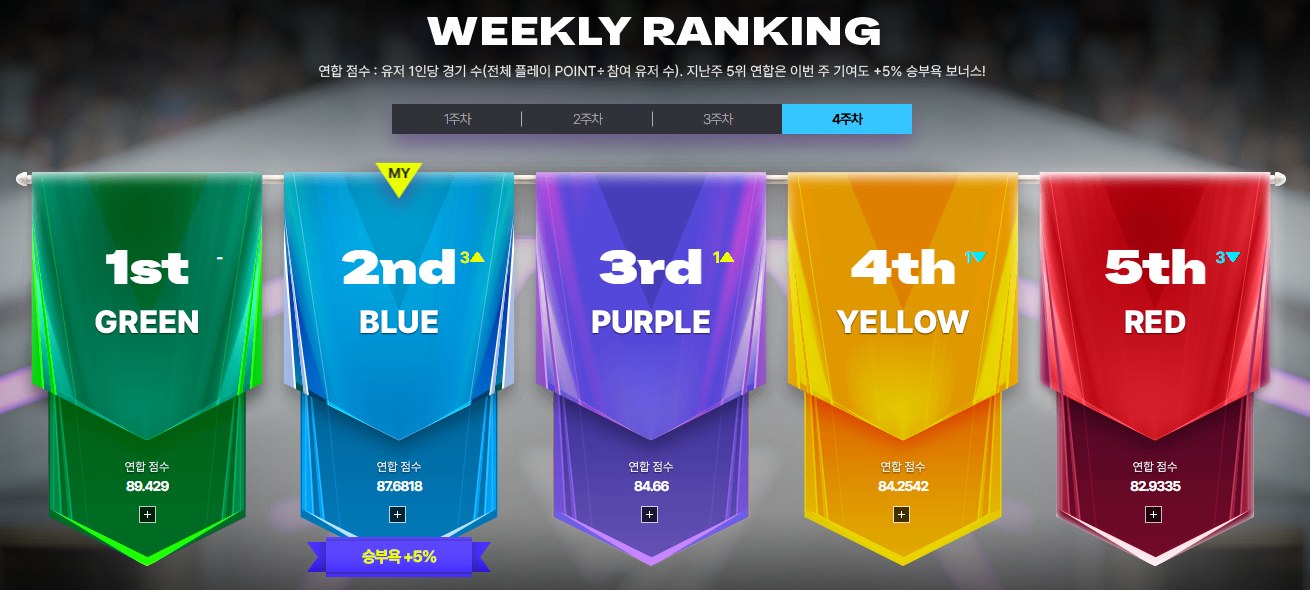 WEEKLY RANKING
연합 점수 : 유저 1인당 경기 수(전체 플레이 POINT÷참여 유저 수). 지난주 5위 연합은 이번 주 기여도 +5% 승부욕 보너스!
1주차 2주차 3주차 4주차
MY
1st -
GREEN
연합 점수
89.429
2nd 3▲
BLUE
연합 점수
87.6818
승부욕 +5%
3rd 1▲
PURPLE
연합 점수
84.66
4th 1▼
YELLOW
연합 점수
84.2542
5th 3▼
RED
연합 점수
82.9335